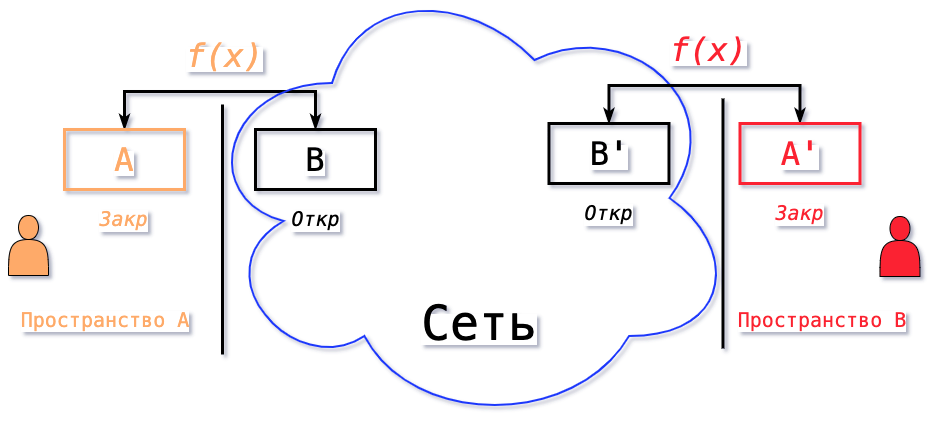 f(x)
f(x)
A
B
B'
A'
Закр
Откр
Откр
Закр
Сеть
Пространство А
Пространство В